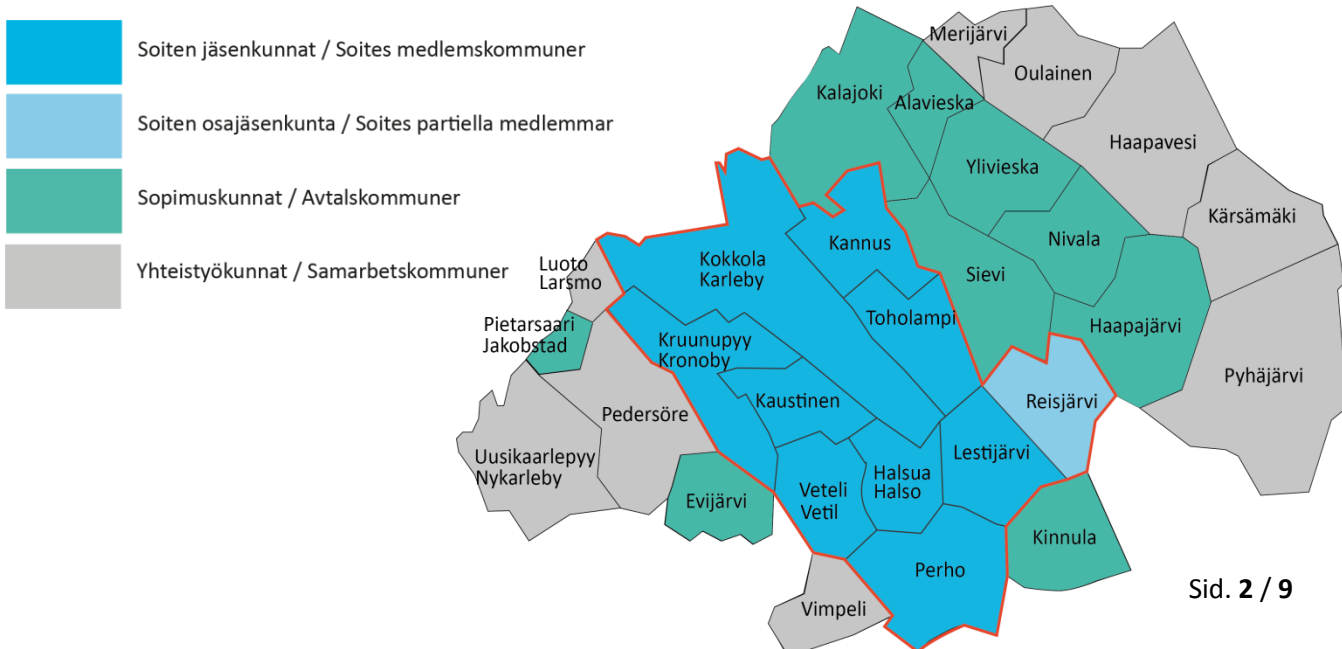 Soiten jäsenkunnat / Soites medlemskommuner
Soiten osajäsenkunta / Soites partiella medlemmar
Sopimuskunnat / Avtalskommuner
Yhteistyökunnat / Samarbetskommuner
Merijärvi
Oulainen
Kalajoki
Alavieska
Haapavesi
Ylivieska
Kärsämäki
Kannus
Nivala
Kokkola
Karleby
Sievi
Luoto
Larsmo
Toholampi
Haapajärvi
Pietarsaari
Jakobstad
Kruunupyy
Kronoby
Pyhäjärvi
Kaustinen
Reisjärvi
Pedersöre
Uusikaarlepyy
Nykarleby
Lestijärvi
Halsua
Halso
Veteli
Vetil
Evijärvi
Kinnula
Perho
Vimpeli
Sid. 2 / 9